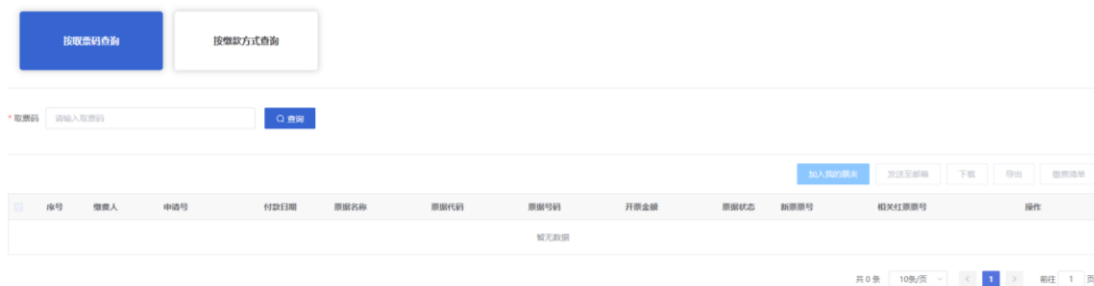 按取票码查询 按缴款方式查询
* 取票码 请输入取票码 查询
加入我的票夹 发送至邮箱 下载 导出 缴费清单
序号 缴费人 申请号 付款日期 票据名称 票据代码 票据号码 开票金额 票据状态 新票票号 相关红票票号 操作
暂无数据
共 0 条 10条/页 < 1 > 前往 1 页